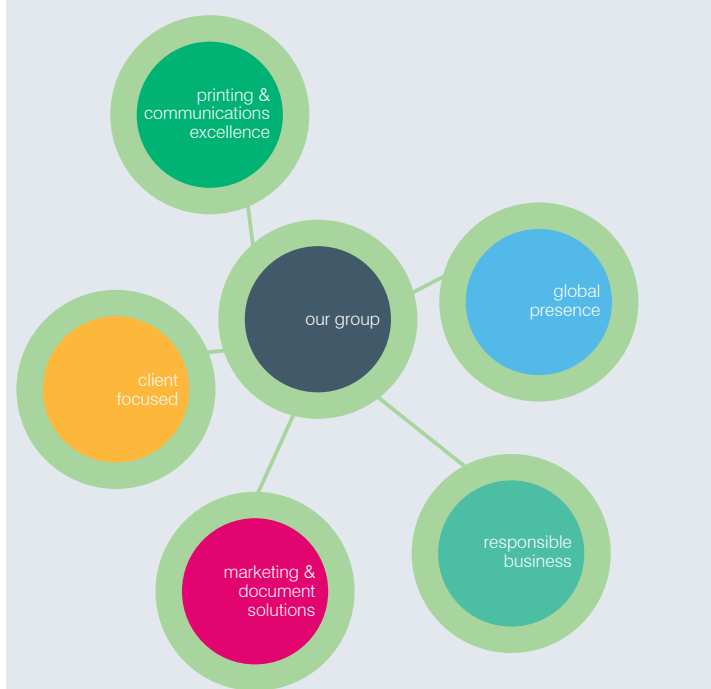 printing &
communications
excellence
global
presence
our group
client
focused
responsible
business
marketing &
document
solutions